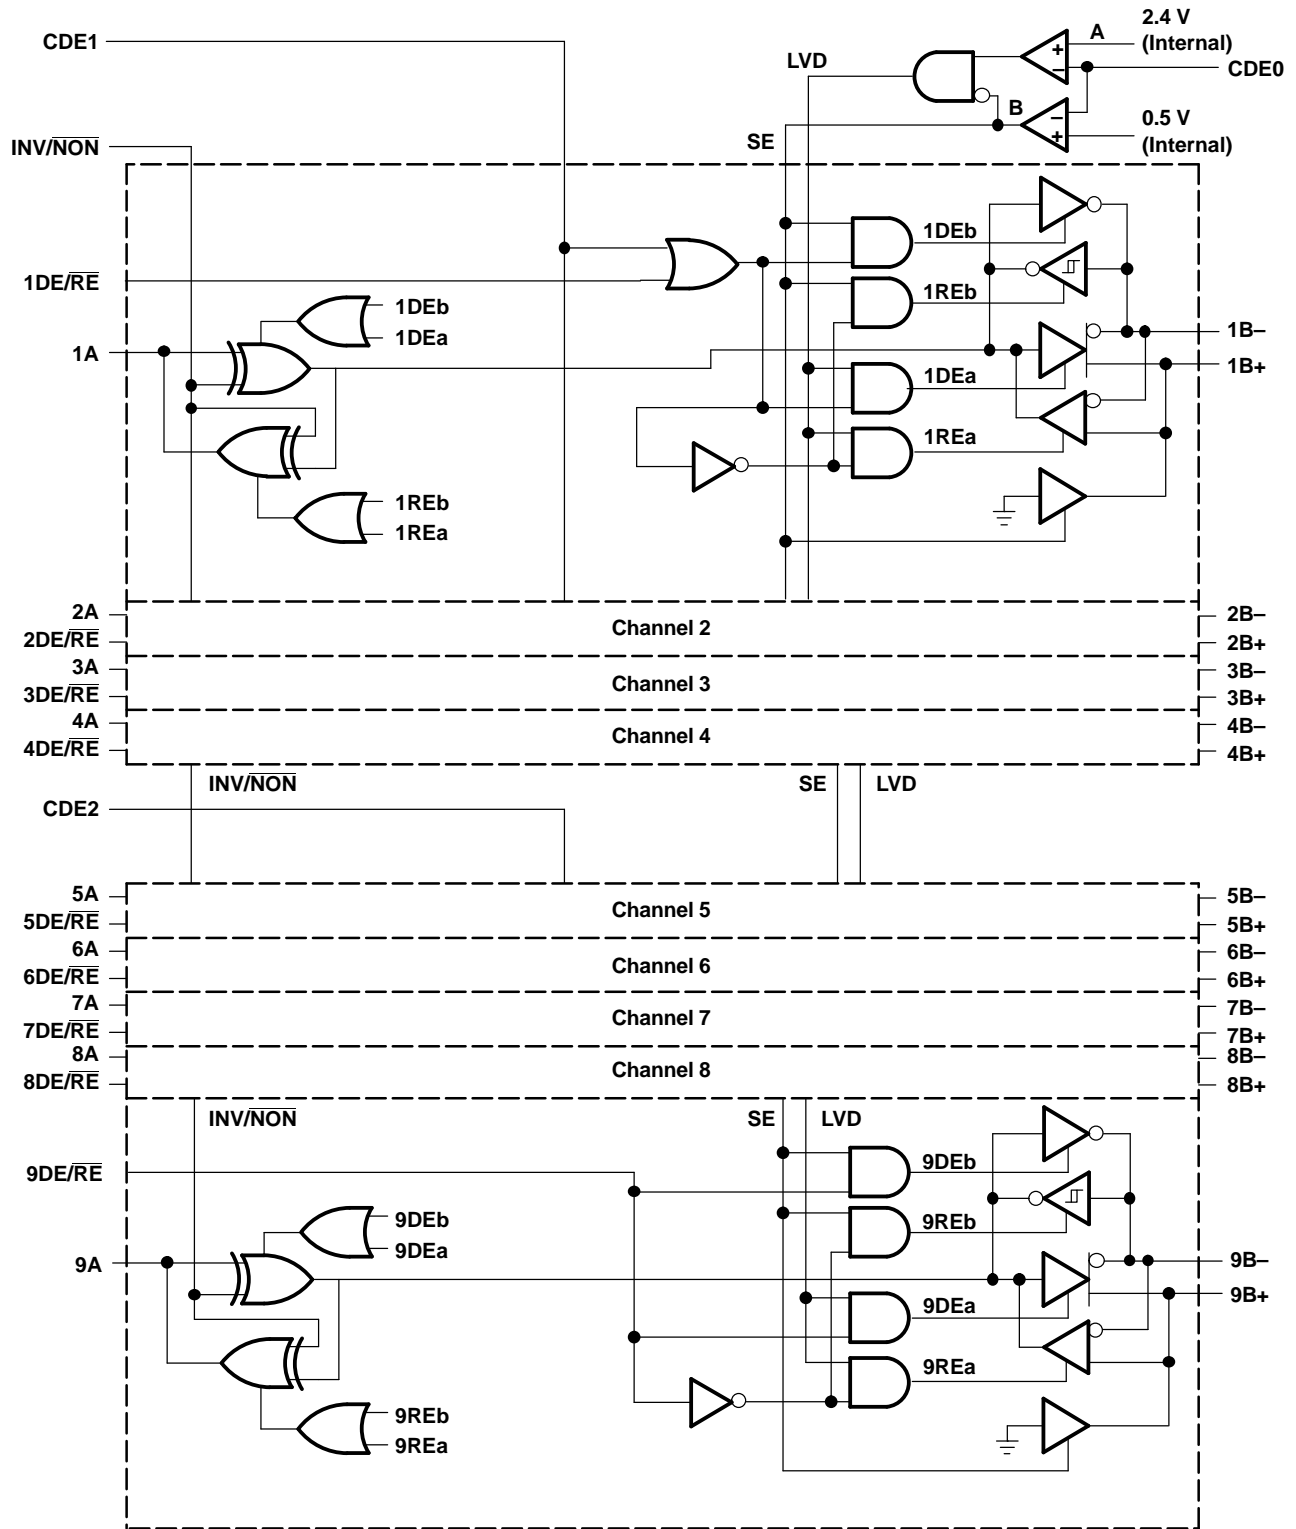 2.4 V
(Internal)
A
CDE1
+
–
LVD
CDE0
B
–
+
0.5 V
(Internal)
SE
INV/NON
1DEb
1DE/RE
1REb
1DEb
1DEa
1B–
1A
1B+
1DEa
1REa
1REb
1REa
2A
2DE/RE
Channel 2
2B–
2B+
3A
3DE/RE
Channel 3
3B–
3B+
4A
4DE/RE
Channel 4
4B–
4B+
INV/NON
SE
LVD
CDE2
5A
5DE/RE
Channel 5
5B–
5B+
6A
6DE/RE
Channel 6
6B–
6B+
7A
7DE/RE
Channel 7
7B–
7B+
8A
8DE/RE
Channel 8
8B–
8B+
INV/NON
SE
LVD
9DEb
9DE/RE
9REb
9DEb
9DEa
9A
9B–
9B+
9DEa
9REa
9REb
9REa